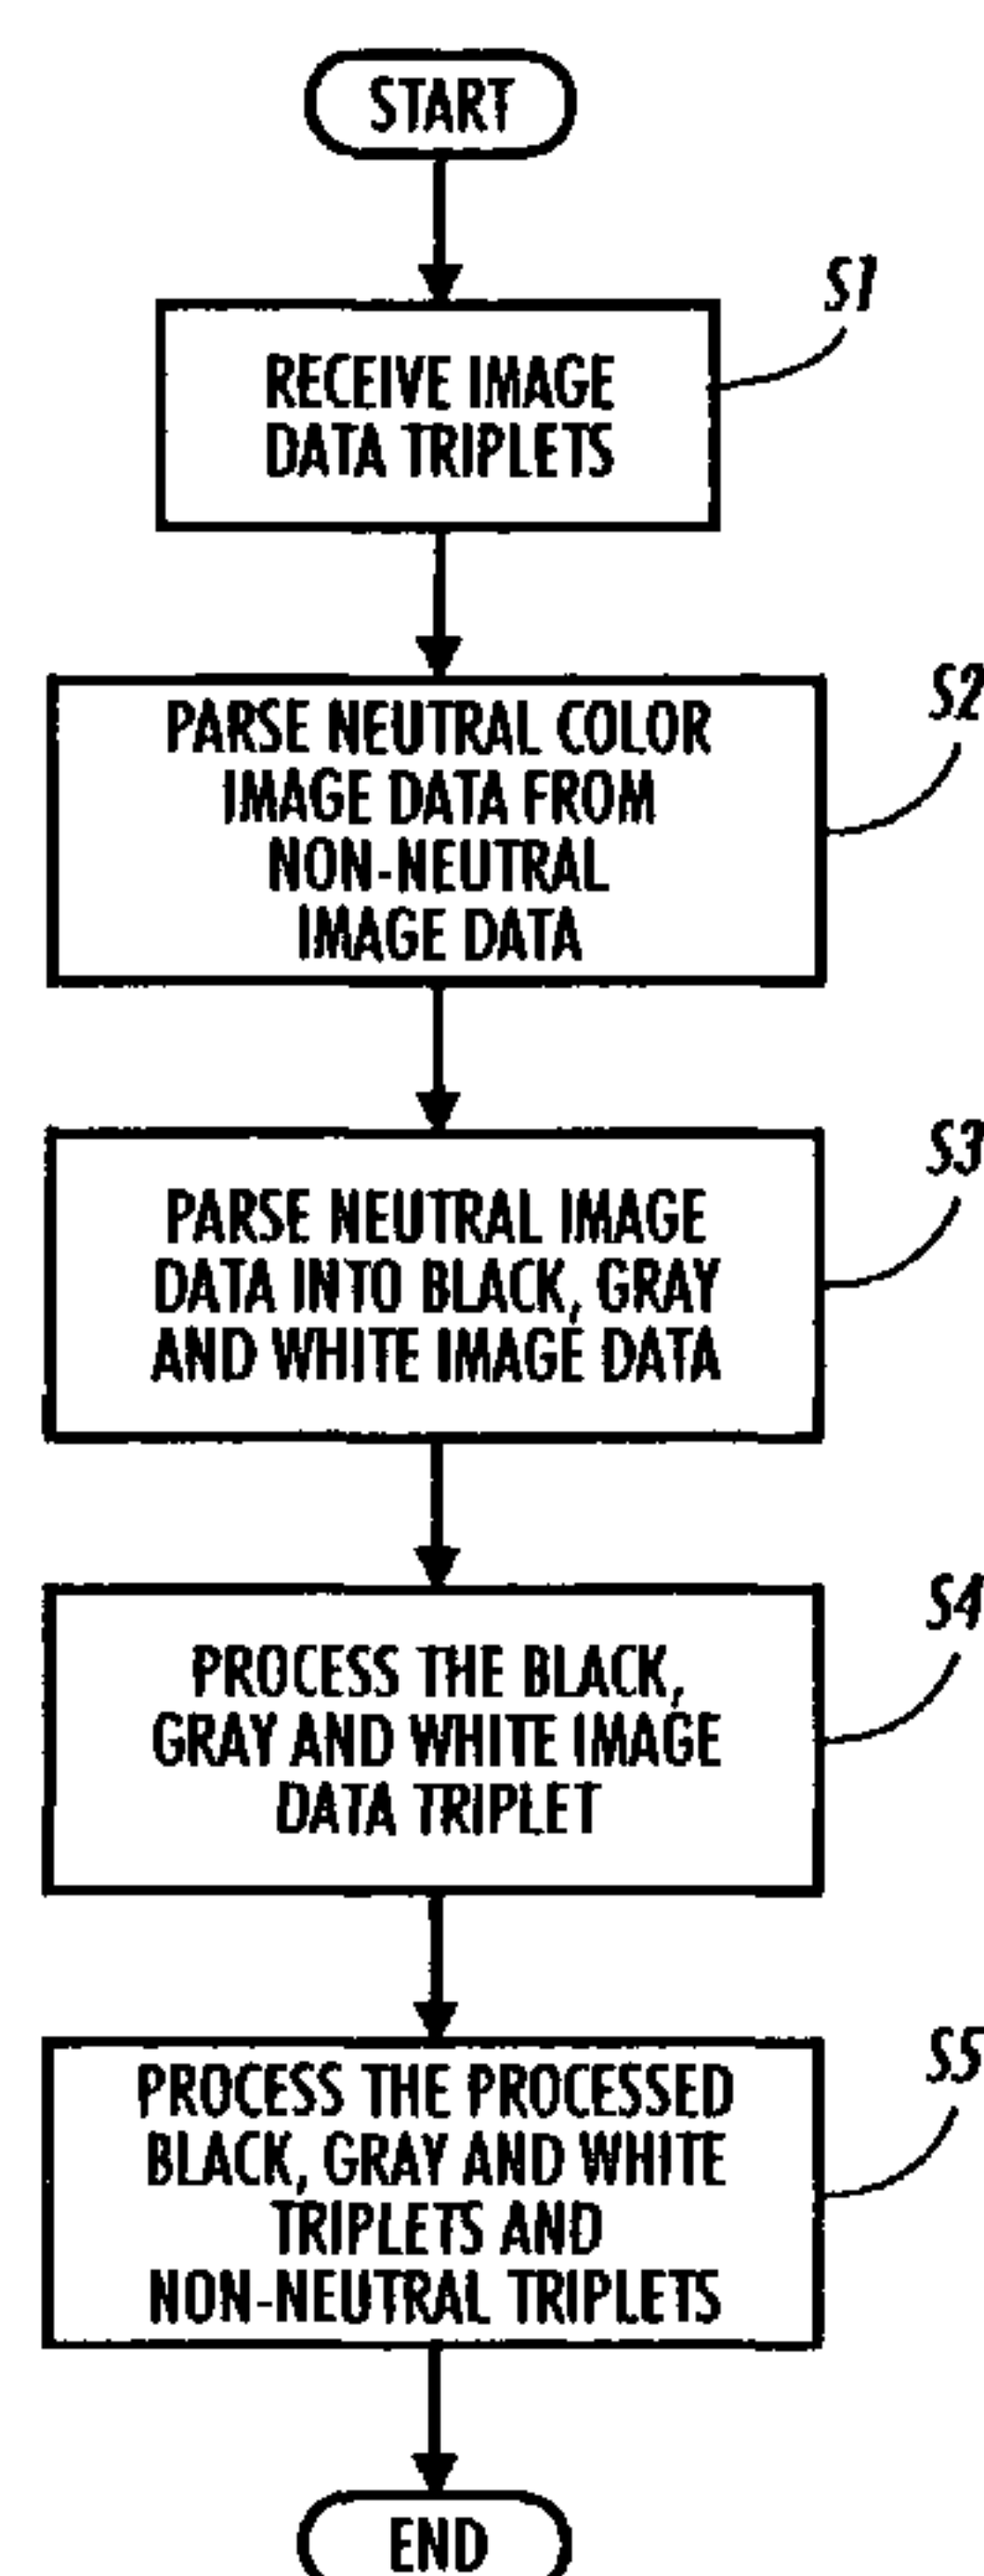 START
S1
RECEIVE IMAGE
DATA TRIPLETS
S2
PARSE NEUTRAL COLOR
IMAGE DATA FROM
NON-NEUTRAL
IMAGE DATA
S3
PARSE NEUTRAL IMAGE
DATA INTO BLACK, GRAY
AND WHITE IMAGE DATA
S4
PROCESS THE BLACK,
GRAY AND WHITE IMAGE
DATA TRIPLET
S5
PROCESS THE PROCESSED
BLACK, GRAY AND WHITE
TRIPLETS AND
NON-NEUTRAL TRIPLETS
END